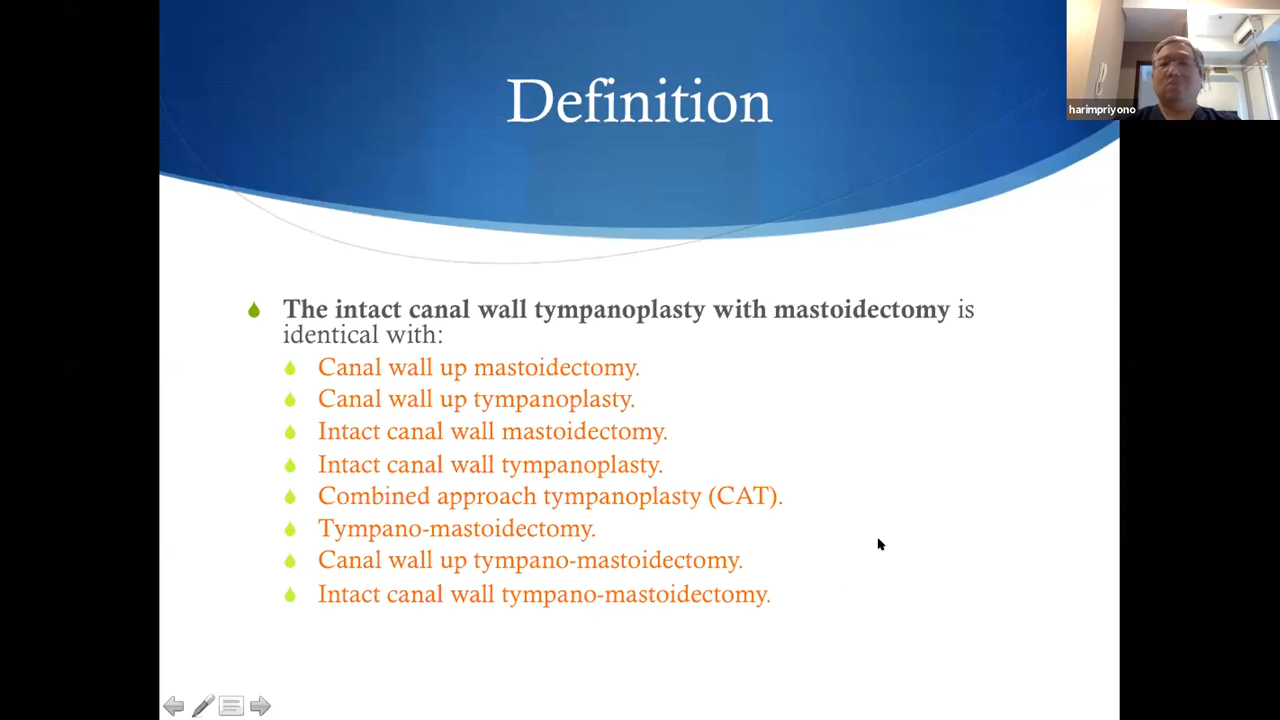 Definition
harimpriyono
The intact canal wall tympanoplasty with mastoidectomy is
identical with:
Canal wall up mastoidectomy.
Canal wall up tympanoplasty.
Intact canal wall mastoidectomy.
Intact canal wall tympanoplasty.
Combined approach tympanoplasty (CAT).
Tympano-mastoidectomy.
Canal wall up tympano-mastoidectomy.
Intact canal wall tympano-mastoidectomy.